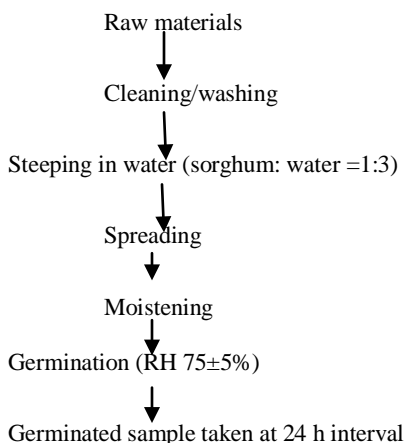 Raw materials
Cleaning/washing
Steeping in water (sorghum: water =1:3)
Spreading
Moistening
Germination (RH 75±5%)
Germinated sample taken at 24 h interval